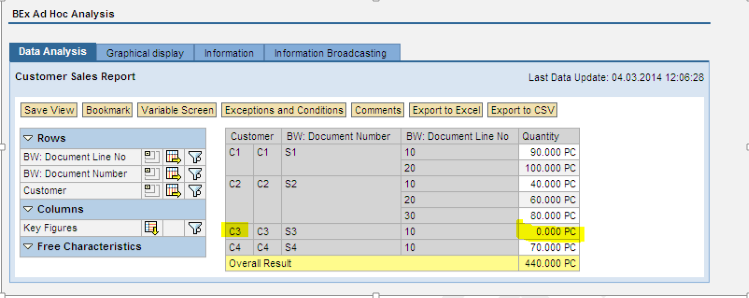 BEx Ad Hoc Analysis
Data Analysis Graphical display Information Information Broadcasting
Customer Sales Report Last Data Update: 04.03.2014 12:06:28
Save View Bookmark Variable Screen Exceptions and Conditions Comments Export to Excel Export to CSV
Rows
BW: Document Line No
BW: Document Number
Customer
Columns
Key Figures
Free Characteristics
Customer BW: Document Number BW: Document Line No Quantity
C1 C1 S1 10 90.000 PC
20 100.000 PC
C2 C2 S2 10 40.000 PC
20 60.000 PC
30 80.000 PC
C3 C3 S3 10 0.000 PC
C4 C4 S4 10 70.000 PC
Overall Result 440.000 PC